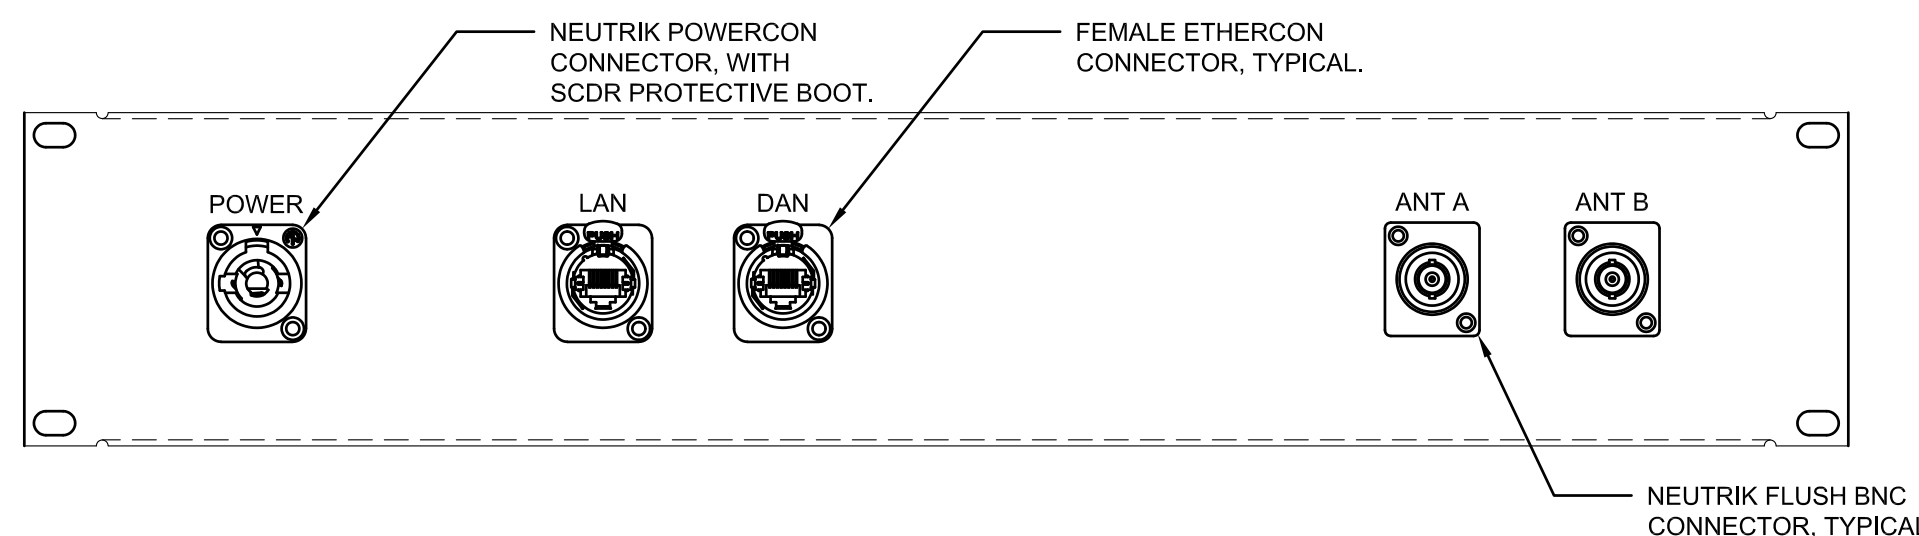 NEUTRIK POWERCON
CONNECTOR, WITH
SCDR PROTECTIVE BOOT.
FEMALE ETHERCON
CONNECTOR, TYPICAL.
POWER
LAN
DAN
ANT A
ANT B
PUSH
PUSH
NEUTRIK FLUSH BNC
CONNECTOR, TYPICAL